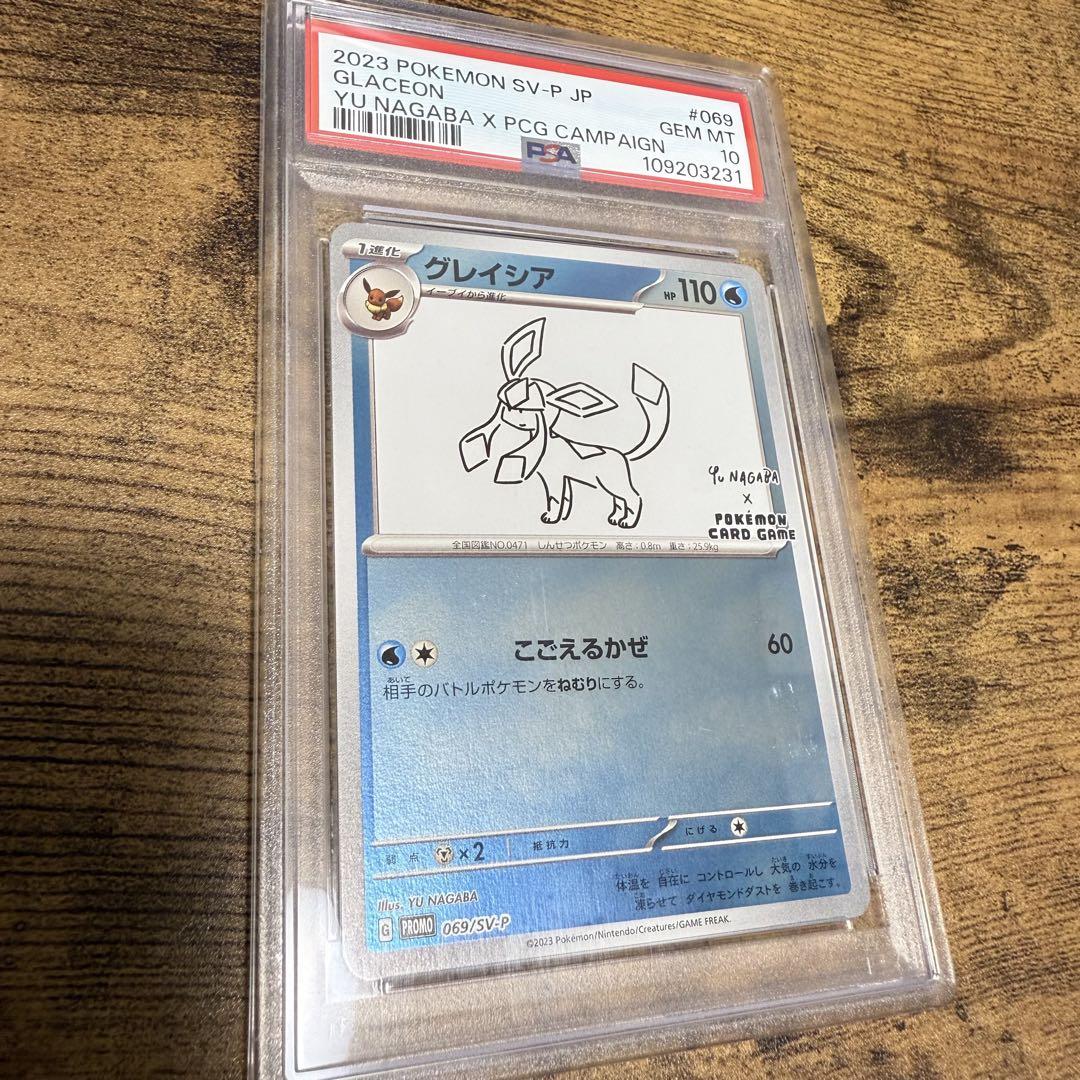 2023 POKEMON SV-P JP #069
GLACEON GEM MT
YU NAGABA X PCG CAMPAIGN 10
PSA 109203231
1進化
グレイシア
HP 110
イーブイから進化
Yu NAGABA
×
POKÉMON
CARD GAME
全国図鑑NO.0471 しんせつポケモン 高さ:0.8m 重さ:25.9kg
こごえるかぜ 60
相手のバトルポケモンをねむりにする。
弱点 ×2 抵抗力 にげる
体温を 自在に コントロールし 大気の 水分を
凍らせて ダイヤモンドダストを 巻き起こす。
Illus. YU NAGABA
G PROMO 069/SV-P
©2023 Pokémon/Nintendo/Creatures/GAME FREAK.